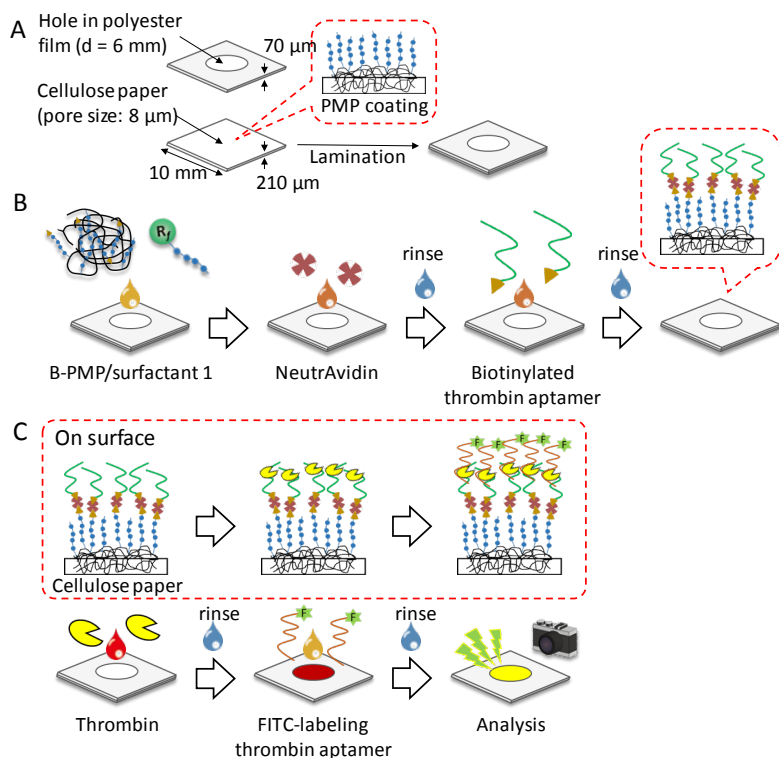 A
Hole in polyester
film (d = 6 mm)
70 µm
Cellulose paper
(pore size: 8 µm)
PMP coating
10 mm
210 µm
Lamination
B
Rf
rinse
rinse
B-PMP/surfactant 1
NeutrAvidin
Biotinylated
thrombin aptamer
C
On surface
F F F F F
Cellulose paper
rinse
F
F
rinse
Thrombin
FITC-labeling
thrombin aptamer
Analysis